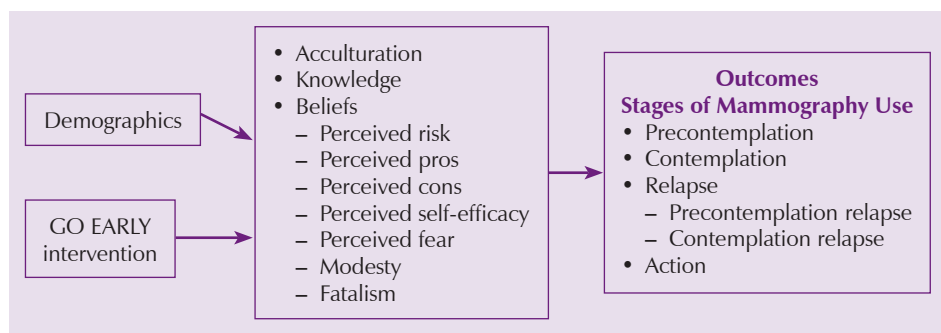 Demographics
GO EARLY
intervention
• Acculturation
• Knowledge
• Beliefs
– Perceived risk
– Perceived pros
– Perceived cons
– Perceived self-efficacy
– Perceived fear
– Modesty
– Fatalism
Outcomes
Stages of Mammography Use
• Precontemplation
• Contemplation
• Relapse
– Precontemplation relapse
– Contemplation relapse
• Action